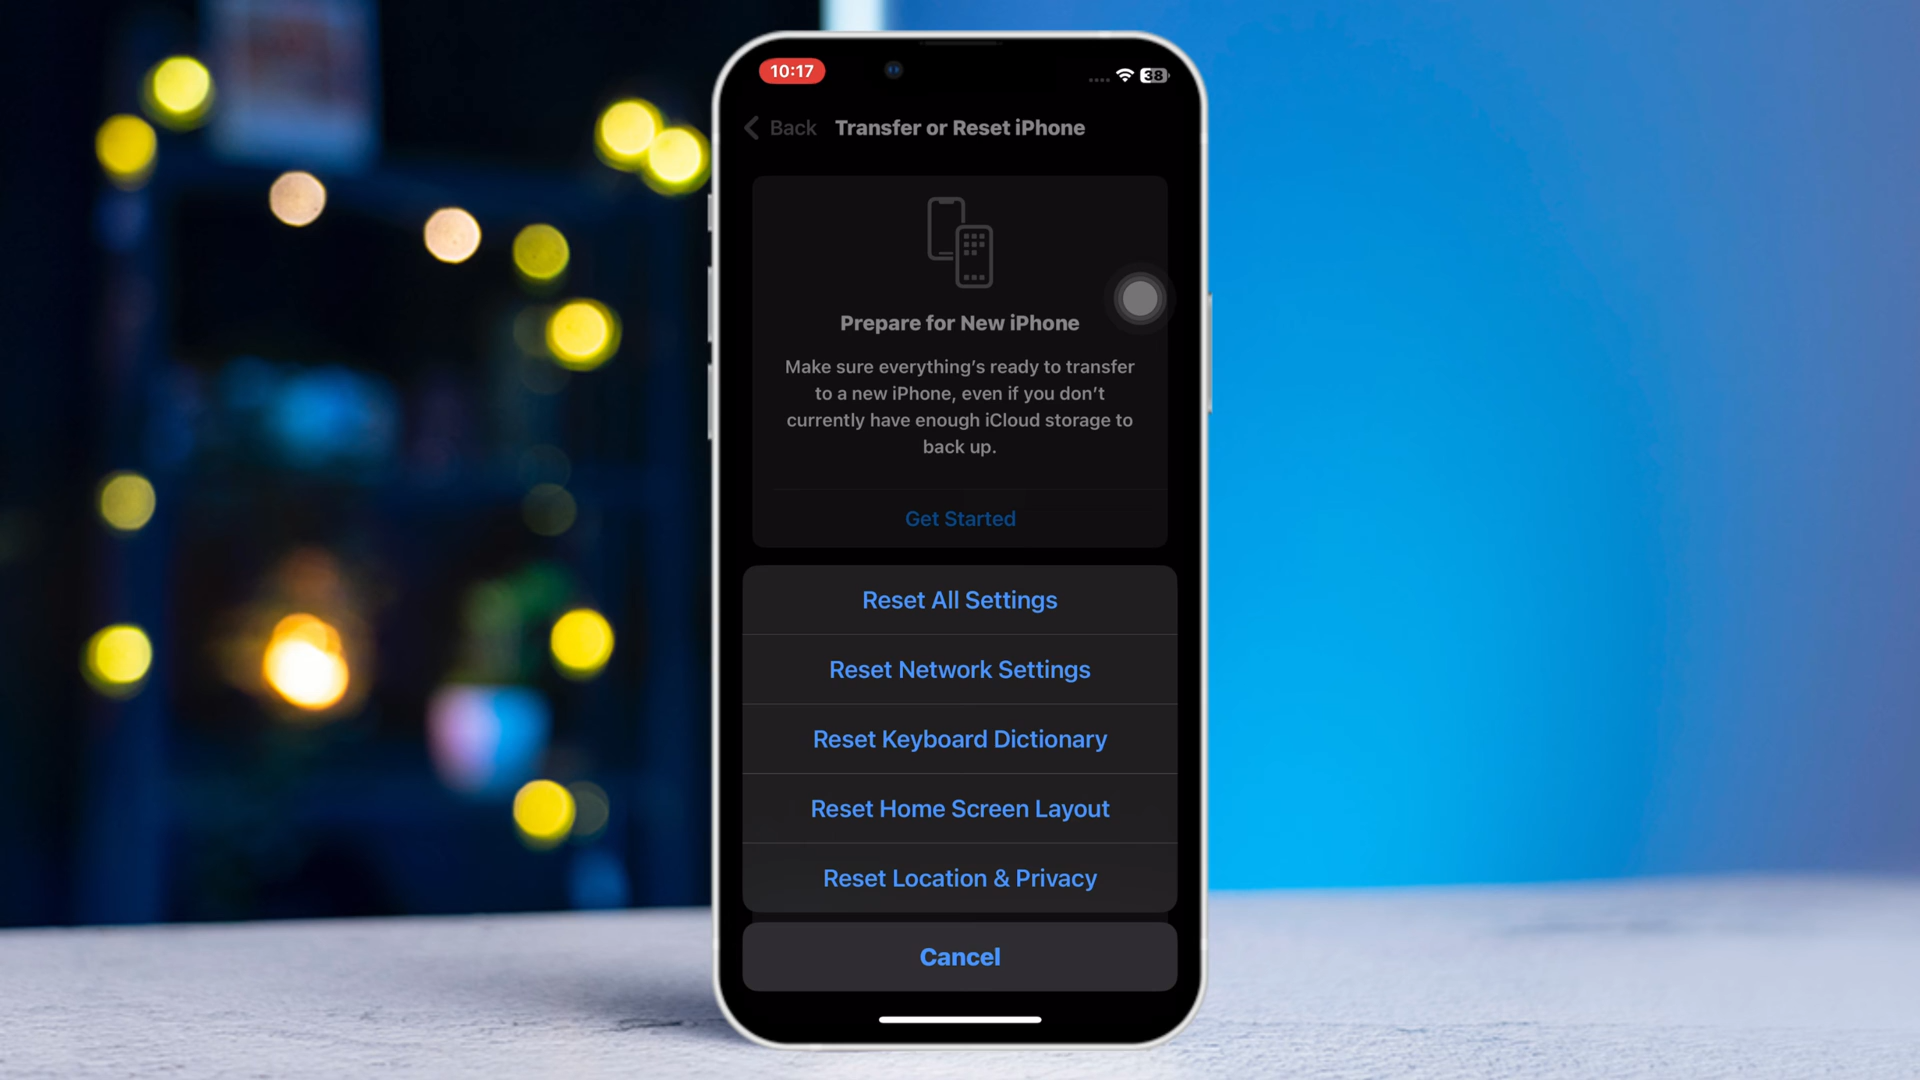 10:17
38
Back Transfer or Reset iPhone
Prepare for New iPhone
Make sure everything's ready to transfer
to a new iPhone, even if you don't
currently have enough iCloud storage to
back up.
Get Started
Reset All Settings
Reset Network Settings
Reset Keyboard Dictionary
Reset Home Screen Layout
Reset Location & Privacy
Cancel